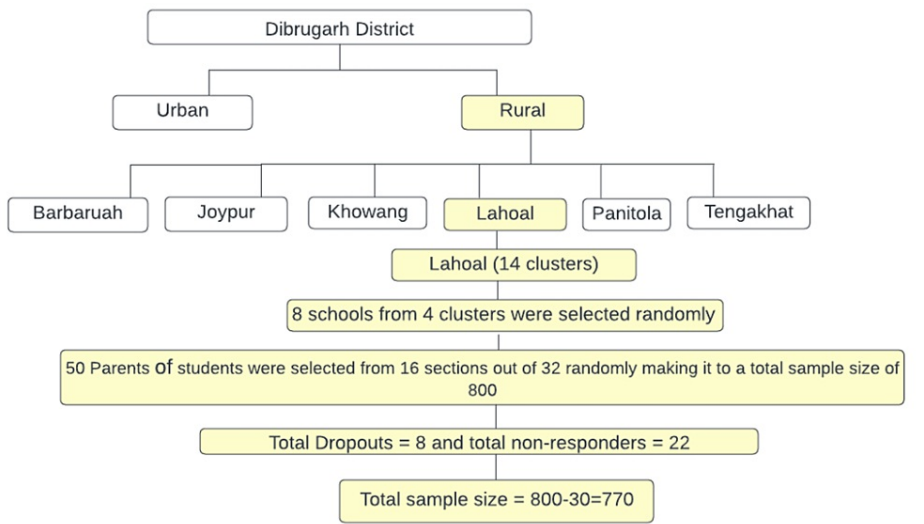 Dibrugarh District
Urban
Rural
Barbaruah
Joypur
Khowang
Lahoal
Panitola
Tengakhat
Lahoal (14 clusters)
8 schools from 4 clusters were selected randomly
50 Parents of students were selected from 16 sections out of 32 randomly making it to a total sample size of
800
Total Dropouts = 8 and total non-responders = 22
Total sample size = 800-30=770